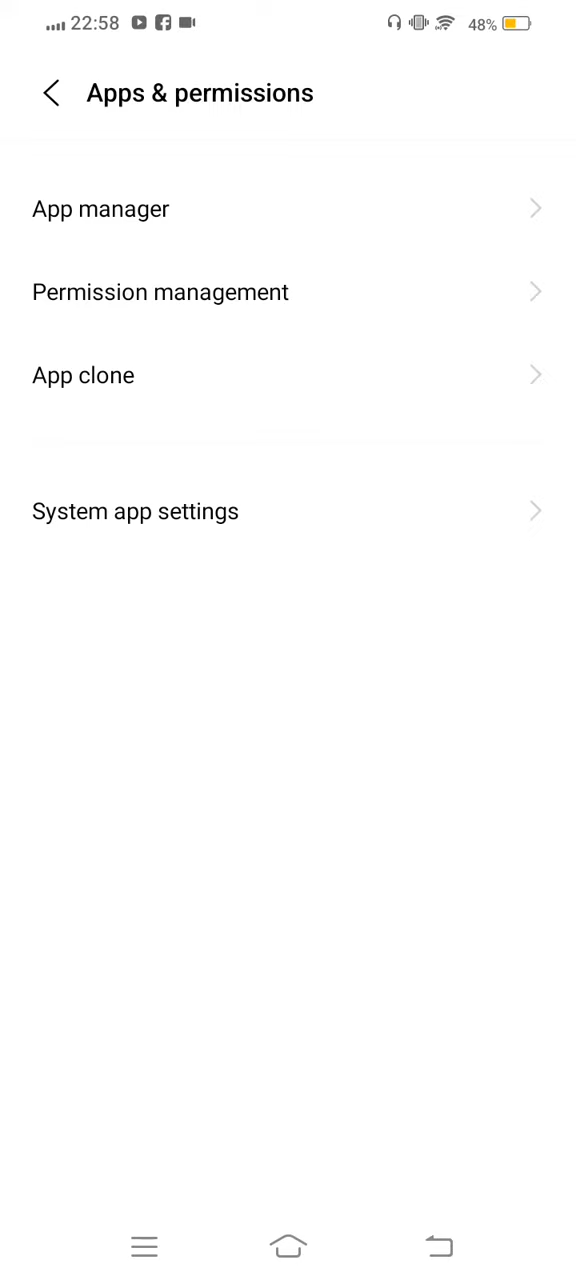 22:58 48%
Apps & permissions
App manager
Permission management
App clone
System app settings